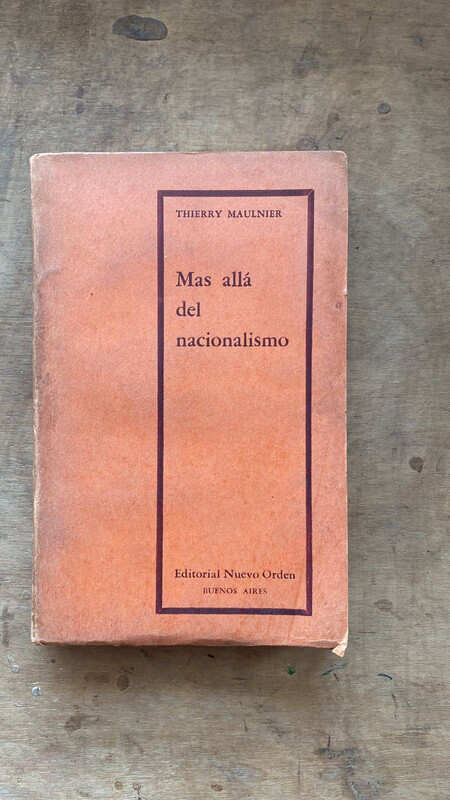 THIERRY MAULNIER
Mas allá
del
nacionalismo
Editorial Nuevo Orden
BUENOS AIRES